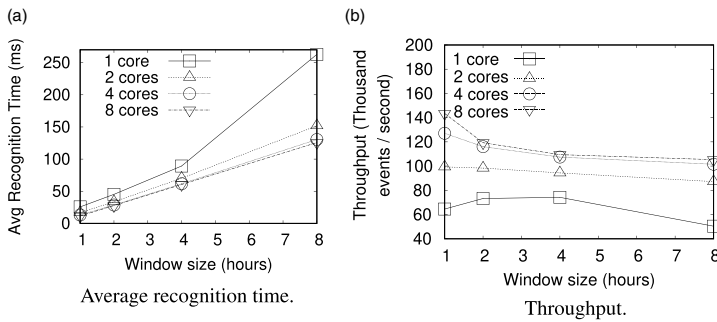 (a)
Avg Recognition Time (ms)
250
200
150
100
50
0
1 core
2 cores
4 cores
8 cores
1 2 3 4 5 6 7 8
Window size (hours)
Average recognition time.
(b)
Throughput (Thousand
events / second)
200
180
160
140
120
100
80
60
40
1 core
2 cores
4 cores
8 cores
1 2 3 4 5 6 7 8
Window size (hours)
Throughput.